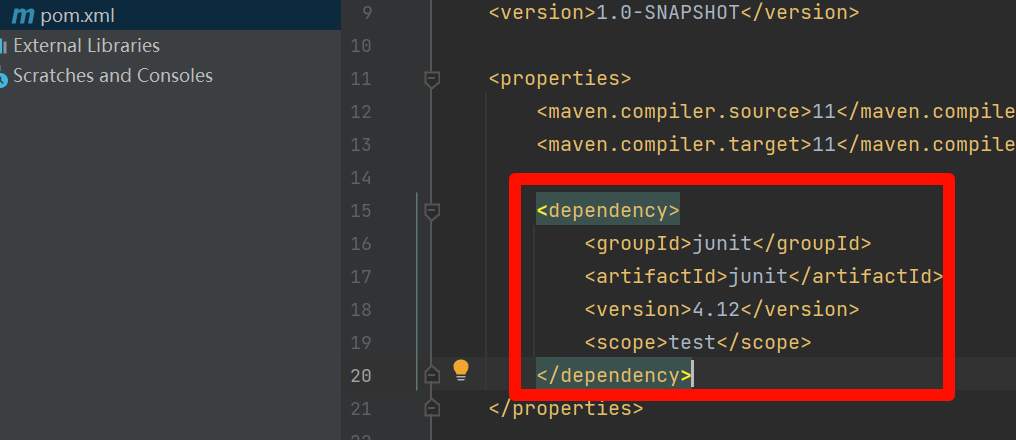 pom.xml
External Libraries
Scratches and Consoles
9 <version>1.0-SNAPSHOT</version>
10
11 <properties>
12 <maven.compiler.source>11</maven.compile
13 <maven.compiler.target>11</maven.compile
14
15 <dependency>
16 <groupId>junit</groupId>
17 <artifactId>junit</artifactId>
18 <version>4.12</version>
19 <scope>test</scope>
20 </dependency>
21 </properties>